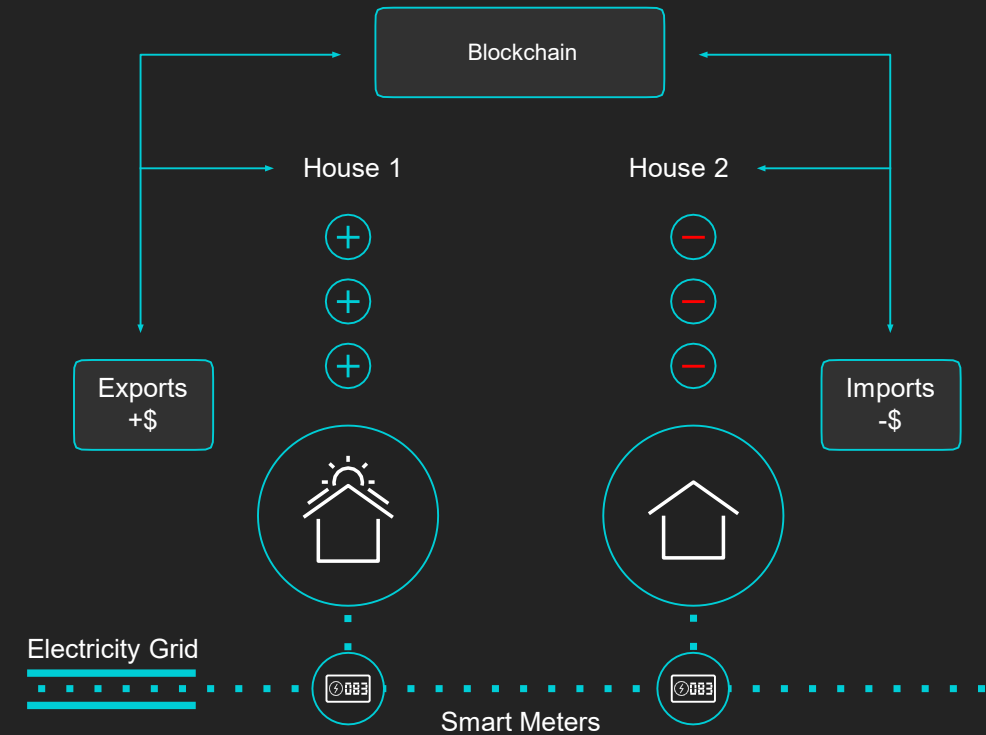 Blockchain
House 1
House 2
Exports
+$
Imports
-$
Electricity Grid
083
083
Smart Meters